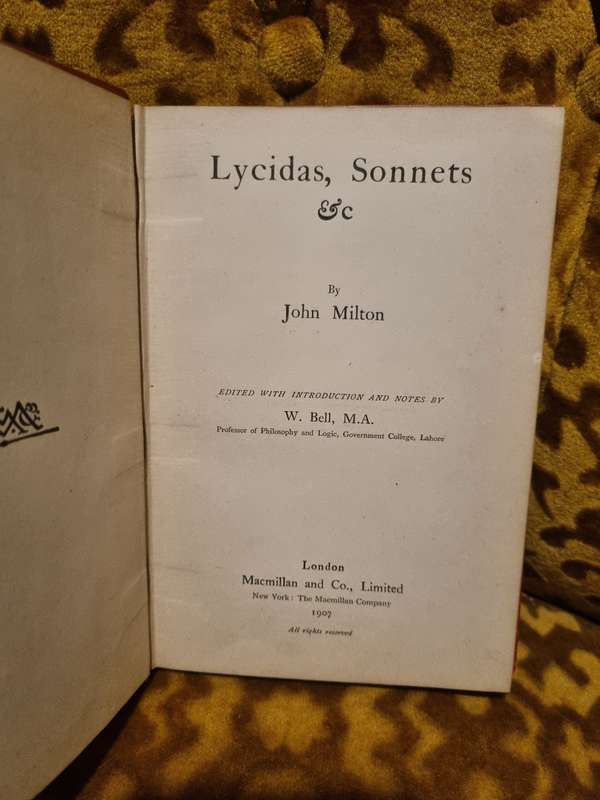 Lycidas, Sonnets
&c
By
John Milton
EDITED WITH INTRODUCTION AND NOTES BY
W. Bell, M.A.
Professor of Philosophy and Logic, Government College, Lahore
London
Macmillan and Co., Limited
New York: The Macmillan Company
1907
All rights reserved